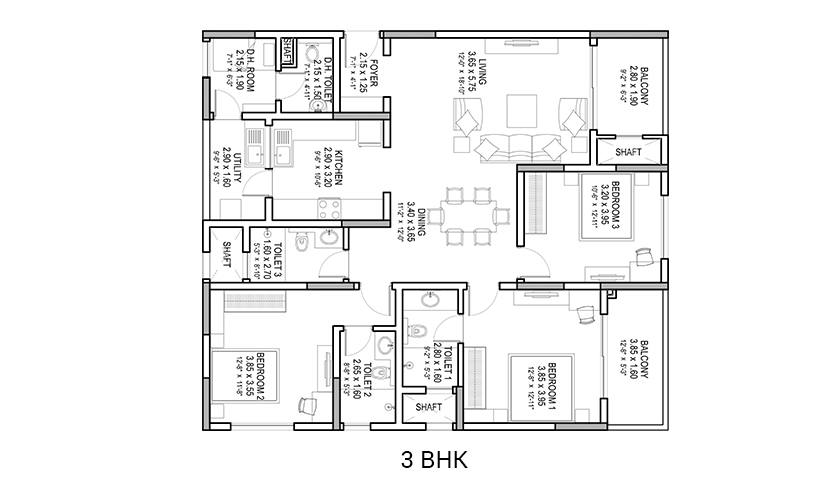 D.H. ROOM
2.15 x 1.90
7'-1" x 6'-3"
SHAFT
D.H. TOILET
2.15 x 1.50
7'-1" x 4'-11"
FOYER
2.15 x 1.25
7'-1" x 4'-1"
LIVING
3.65 x 5.75
12'-0" x 18'-10"
BALCONY
2.80 x 1.90
9'-2" x 6'-3"
SHAFT
UTILITY
2.90 x 1.60
9'-6" x 5'-3"
KITCHEN
2.90 x 3.20
9'-6" x 10'-6"
DINING
3.40 x 3.65
11'-2" x 12'-0"
BEDROOM 3
3.20 x 3.95
10'-6" x 12'-11"
SHAFT
TOILET 3
1.60 x 2.70
5'-3" x 8'-10"
BEDROOM 2
3.85 x 3.55
12'-8" x 11'-8"
TOILET 2
2.65 x 1.60
8'-8" x 5'-3"
TOILET 1
2.80 x 1.60
9'-2" x 5'-3"
SHAFT
BEDROOM 1
3.85 x 3.95
12'-8" x 12'-11"
BALCONY
3.85 x 1.60
12'-8" x 5'-3"
3 BHK